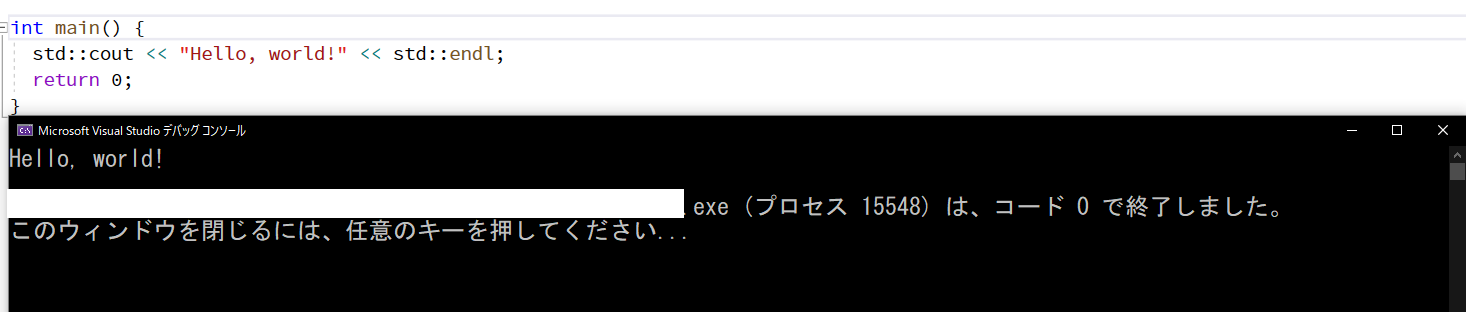 int main() {
std::cout << "Hello, world!" << std::endl;
return 0;
}
Microsoft Visual Studio デバッグ コンソール
Hello, world!
.exe (プロセス 15548) は、コード 0 で終了しました。
このウィンドウを閉じるには、任意のキーを押してください...